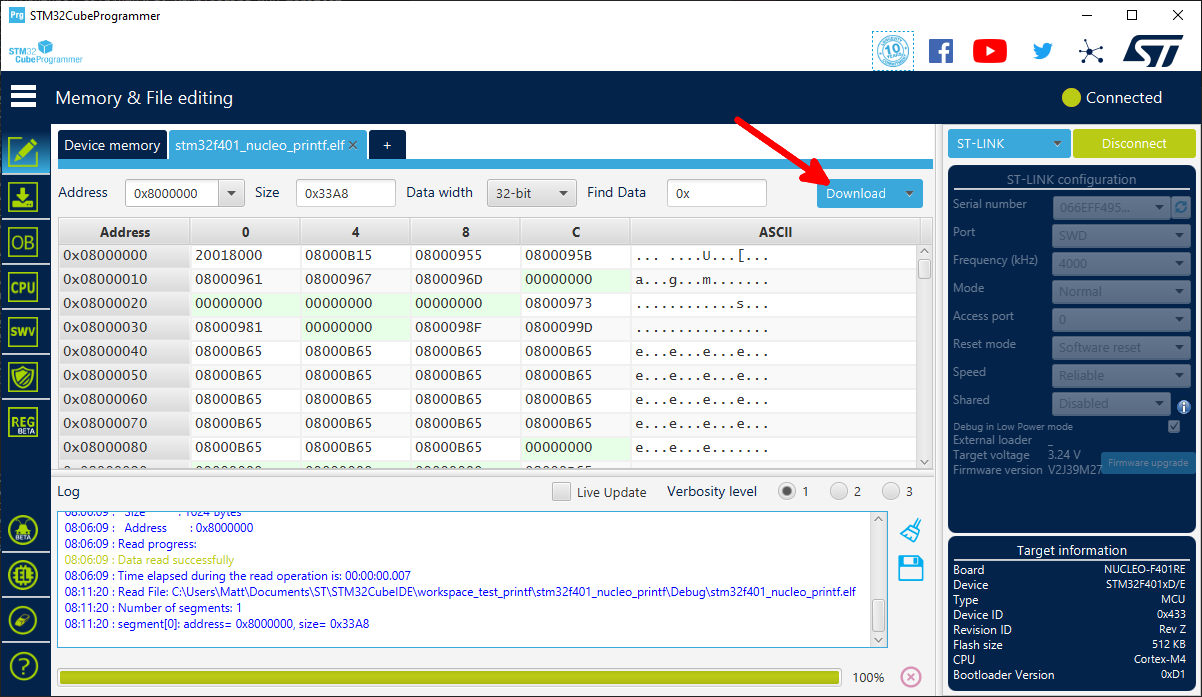 Prg STM32CubeProgrammer
STM32
CubeProgrammer
10
YEARS
Memory & File editing
Connected
Device memory
stm32f401_nucleo_printf.elf ×
+
Address 0x8000000 Size 0x33A8 Data width 32-bit Find Data 0x Download
Address 0 4 8 C ASCII
0x08000000 20018000 08000B15 08000955 0800095B ... ....U...[...
0x08000010 08000961 08000967 0800096D 00000000 a...g...m.......
0x08000020 00000000 00000000 00000000 08000973 ............s...
0x08000030 08000981 00000000 0800098F 0800099D ................
0x08000040 08000B65 08000B65 08000B65 08000B65 e...e...e...e...
0x08000050 08000B65 08000B65 08000B65 08000B65 e...e...e...e...
0x08000060 08000B65 08000B65 08000B65 08000B65 e...e...e...e...
0x08000070 08000B65 08000B65 08000B65 08000B65 e...e...e...e...
0x08000080 08000B65 08000B65 08000B65 00000000 e...e...e.......
Log
Live Update Verbosity level 1 2 3
08:06:09 : Size : 1024 Bytes
08:06:09 : Address : 0x8000000
08:06:09 : Read progress:
08:06:09 : Data read successfully
08:06:09 : Time elapsed during the read operation is: 00:00:00.007
08:11:20 : Read File: C:\Users\Matt\Documents\ST\STM32CubeIDE\workspace_test_printf\stm32f401_nucleo_printf\Debug\stm32f401_nucleo_printf.elf
08:11:20 : Number of segments: 1
08:11:20 : segment[0]: address= 0x8000000, size= 0x33A8
100%
OB
CPU
SWV
REG
BETA
BETA
EL
?
ST
ST-LINK Disconnect
ST-LINK configuration
Serial number 066EFF495...
Port SWD
Frequency (kHz) 4000
Mode Normal
Access port 0
Reset mode Software reset
Speed Reliable
Shared Disabled
Debug in Low Power mode
External loader _
Target voltage 3.24 V
Firmware version V2J39M27 Firmware upgrade
Target information
Board NUCLEO-F401RE
Device STM32F401xD/E
Type MCU
Device ID 0x433
Revision ID Rev Z
Flash size 512 KB
CPU Cortex-M4
Bootloader Version 0xD1